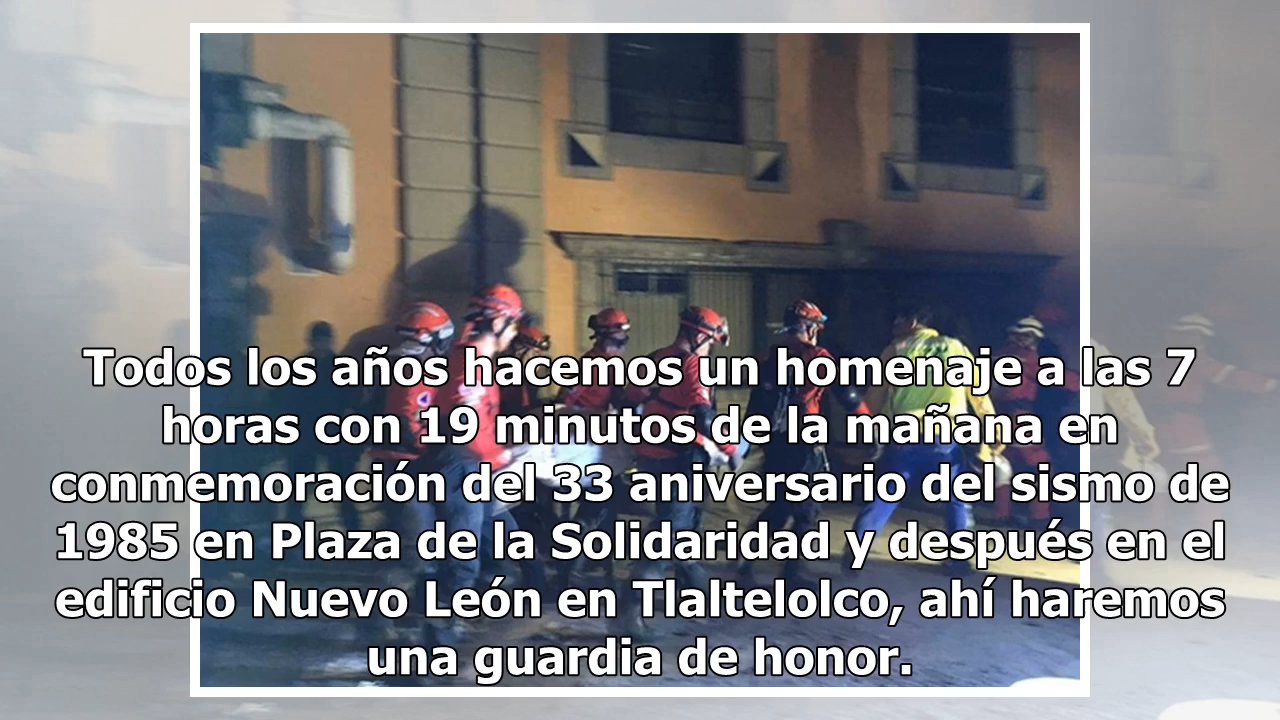 Todos los años hacemos un homenaje a las 7
horas con 19 minutos de la mañana en
conmemoración del 33 aniversario del sismo de
1985 en Plaza de la Solidaridad y después en el
edificio Nuevo León en Tlaltelolco, ahí haremos
una guardia de honor.